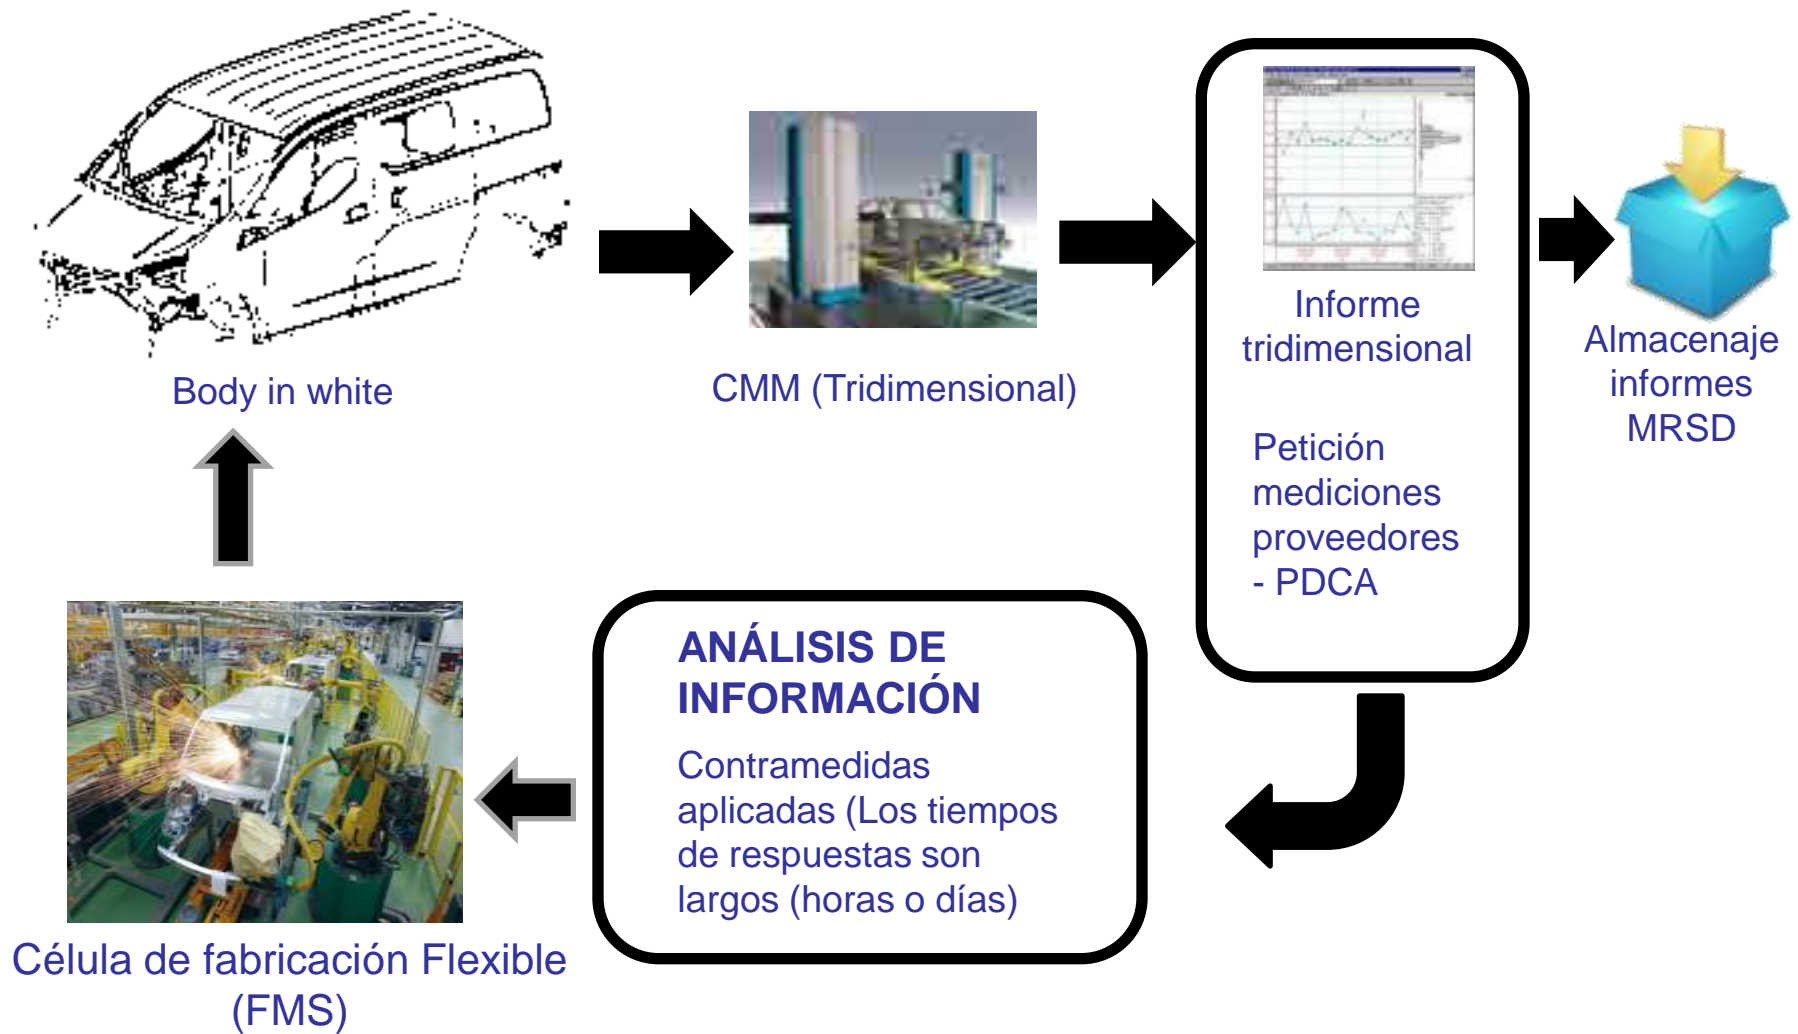 Body in white
CMM (Tridimensional)
Informe
tridimensional
Petición
mediciones
proveedores
- PDCA
Almacenaje
informes
MRSD
ANÁLISIS DE
INFORMACIÓN
Contramedidas
aplicadas (Los tiempos
de respuestas son
largos (horas o días)
Célula de fabricación Flexible
(FMS)